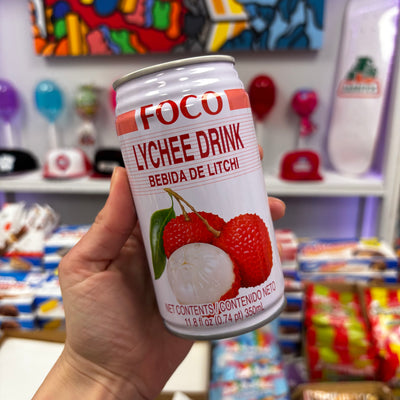 FOCO
LYCHEE DRINK
BEBIDA DE LITCHI
NET CONTENTS/ CONTENIDO NETO
11.8 fl oz (0.74 pt) 350ml